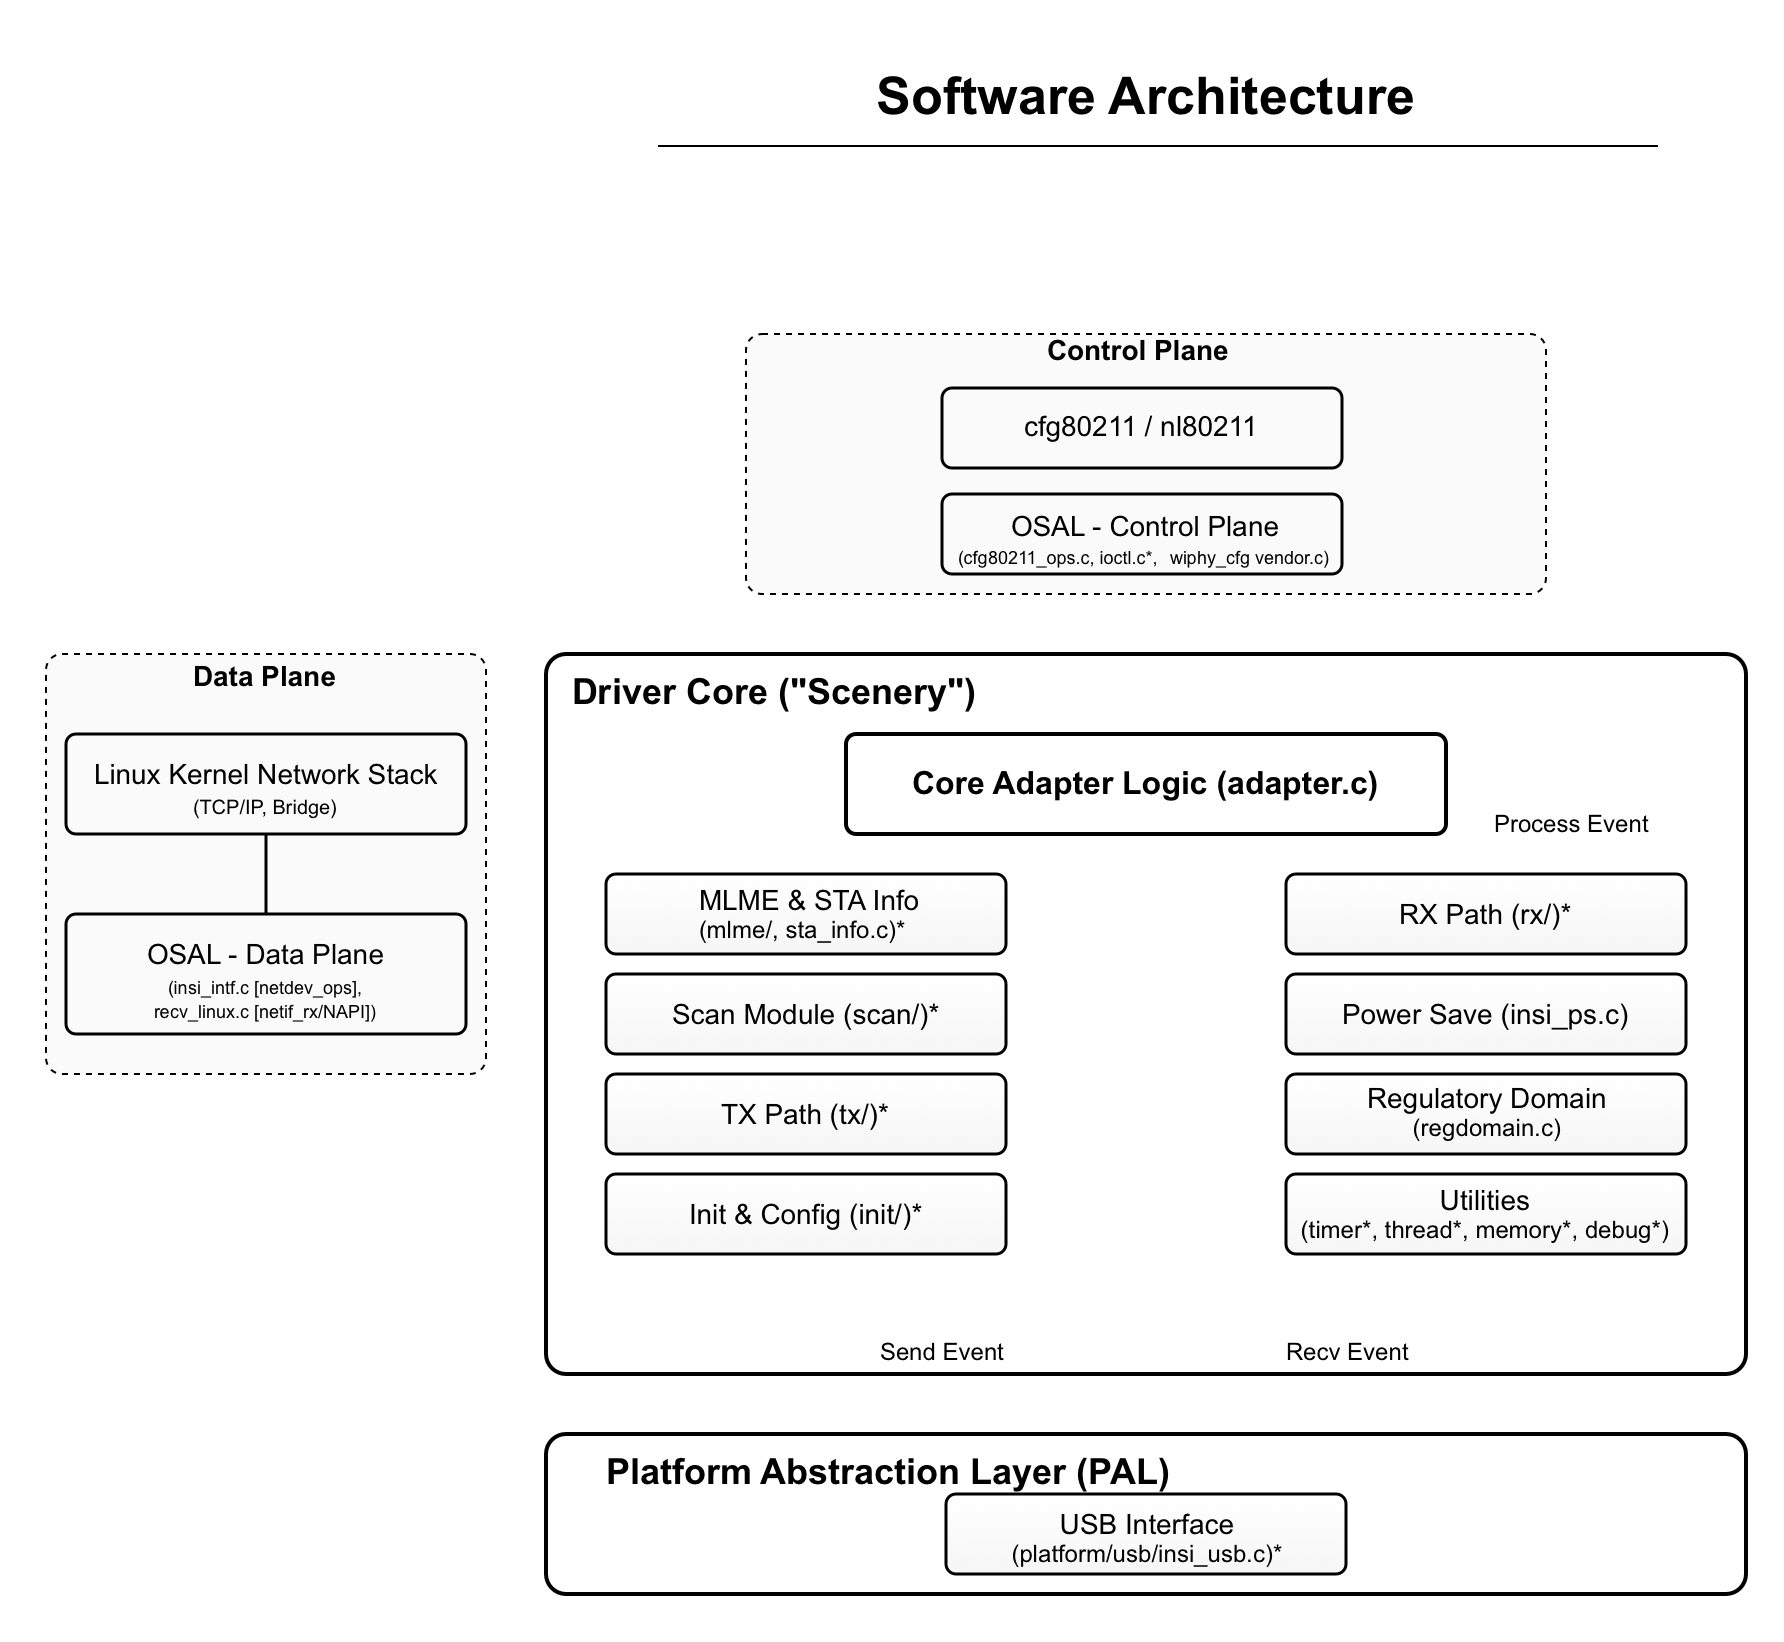 Software Architecture
Control Plane
cfg80211 / nl80211
OSAL - Control Plane
(cfg80211_ops.c, ioctl.c*, wiphy_cfg vendor.c)
Data Plane
Linux Kernel Network Stack
(TCP/IP, Bridge)
OSAL - Data Plane
(insi_intf.c [netdev_ops],
recv_linux.c [netif_rx/NAPI])
Driver Core ("Scenery")
Core Adapter Logic (adapter.c)
Process Event
MLME & STA Info
(mlme/, sta_info.c)*
RX Path (rx/)*
Scan Module (scan/)*
Power Save (insi_ps.c)
TX Path (tx/)*
Regulatory Domain
(regdomain.c)
Init & Config (init/)*
Utilities
(timer*, thread*, memory*, debug*)
Send Event
Recv Event
Platform Abstraction Layer (PAL)
USB Interface
(platform/usb/insi_usb.c)*